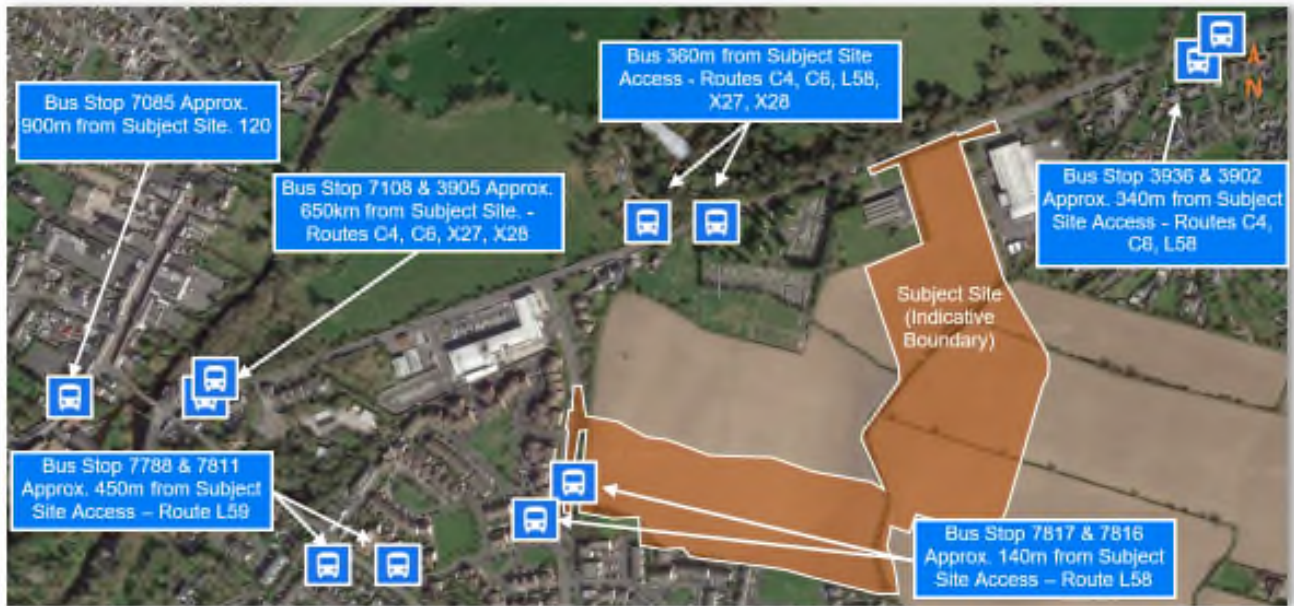 Bus Stop 7085 Approx.
900m from Subject Site. 120
Bus 360m from Subject Site
Access - Routes C4, C6, L58,
X27, X28
N
Bus Stop 7108 & 3905 Approx.
650km from Subject Site. -
Routes C4, C6, X27, X28
Bus Stop 3936 & 3902
Approx. 340m from Subject
Site Access - Routes C4,
C6, L58
Subject Site
(Indicative
Boundary)
Bus Stop 7788 & 7811
Approx. 450m from Subject
Site Access – Route L59
Bus Stop 7817 & 7816
Approx. 140m from Subject
Site Access – Route L58